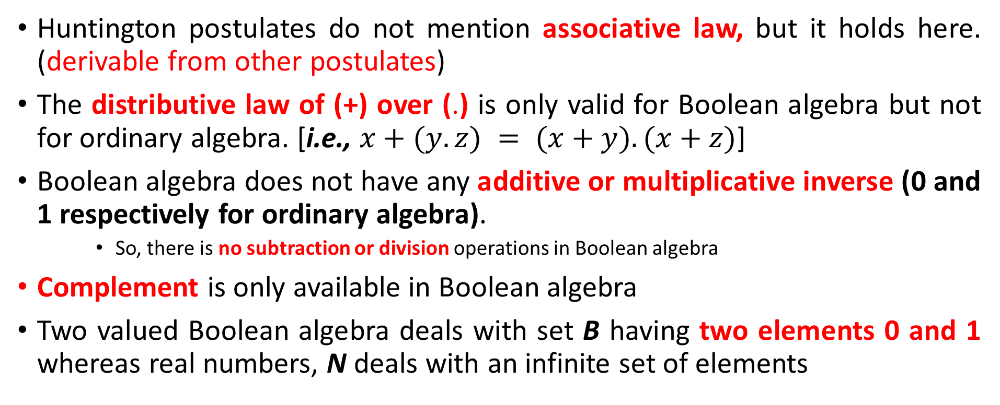 • Huntington postulates do not mention associative law, but it holds here.
(derivable from other postulates)
• The distributive law of (+) over (.) is only valid for Boolean algebra but not
for ordinary algebra. [i.e., x + (y. z) = (x + y). (x + z)]
• Boolean algebra does not have any additive or multiplicative inverse (0 and
1 respectively for ordinary algebra).
• So, there is no subtraction or division operations in Boolean algebra
• Complement is only available in Boolean algebra
• Two valued Boolean algebra deals with set B having two elements 0 and 1
whereas real numbers, N deals with an infinite set of elements